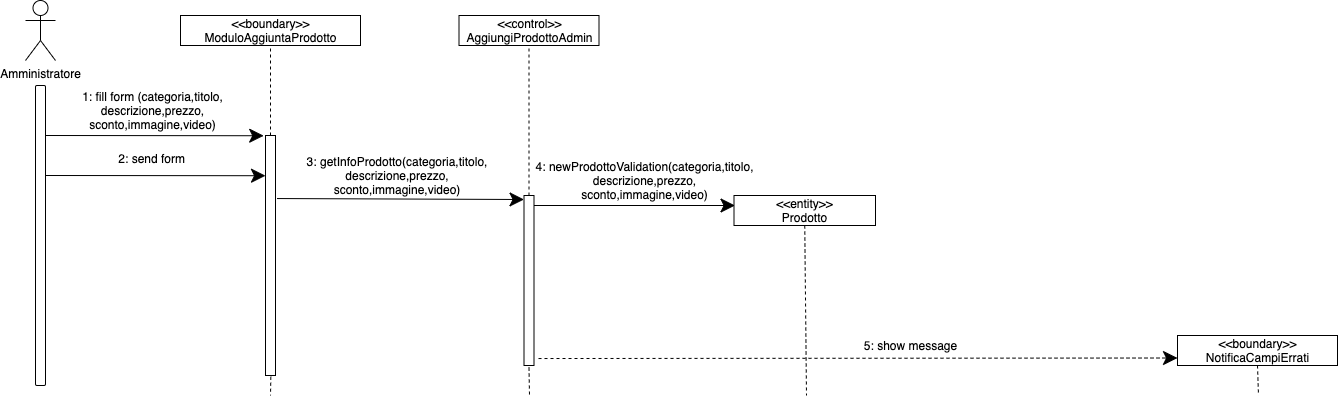 <<boundary>>
ModuloAggiuntaProdotto
<<control>>
AggiungiProdottoAdmin
Amministratore
1: fill form (categoria,titolo,
descrizione,prezzo,
sconto,immagine,video)
2: send form
3: getInfoProdotto(categoria,titolo,
descrizione,prezzo,
sconto,immagine,video)
4: newProdottoValidation(categoria,titolo,
descrizione,prezzo,
sconto,immagine,video)
<<entity>>
Prodotto
5: show message
<<boundary>>
NotificaCampiErrati